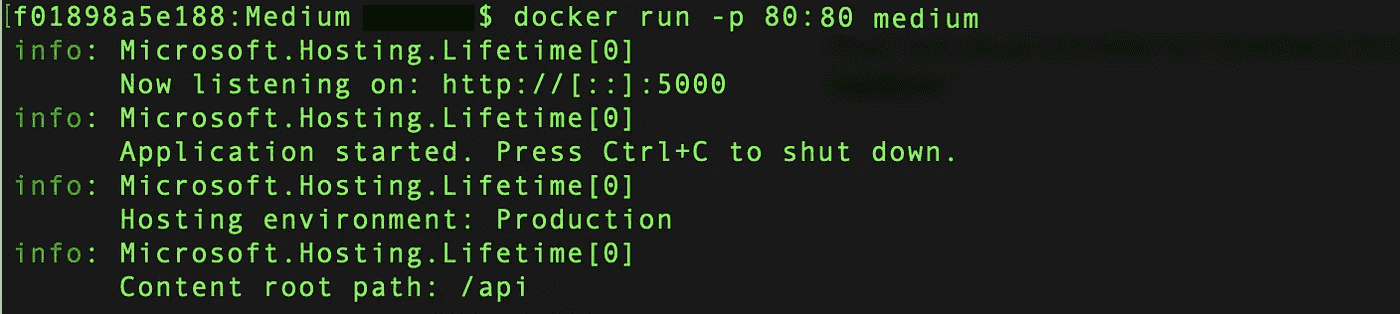 [f01898a5e188:Medium $ docker run -p 80:80 medium
info: Microsoft.Hosting.Lifetime[0]
Now listening on: http://[::]:5000
info: Microsoft.Hosting.Lifetime[0]
Application started. Press Ctrl+C to shut down.
info: Microsoft.Hosting.Lifetime[0]
Hosting environment: Production
info: Microsoft.Hosting.Lifetime[0]
Content root path: /api